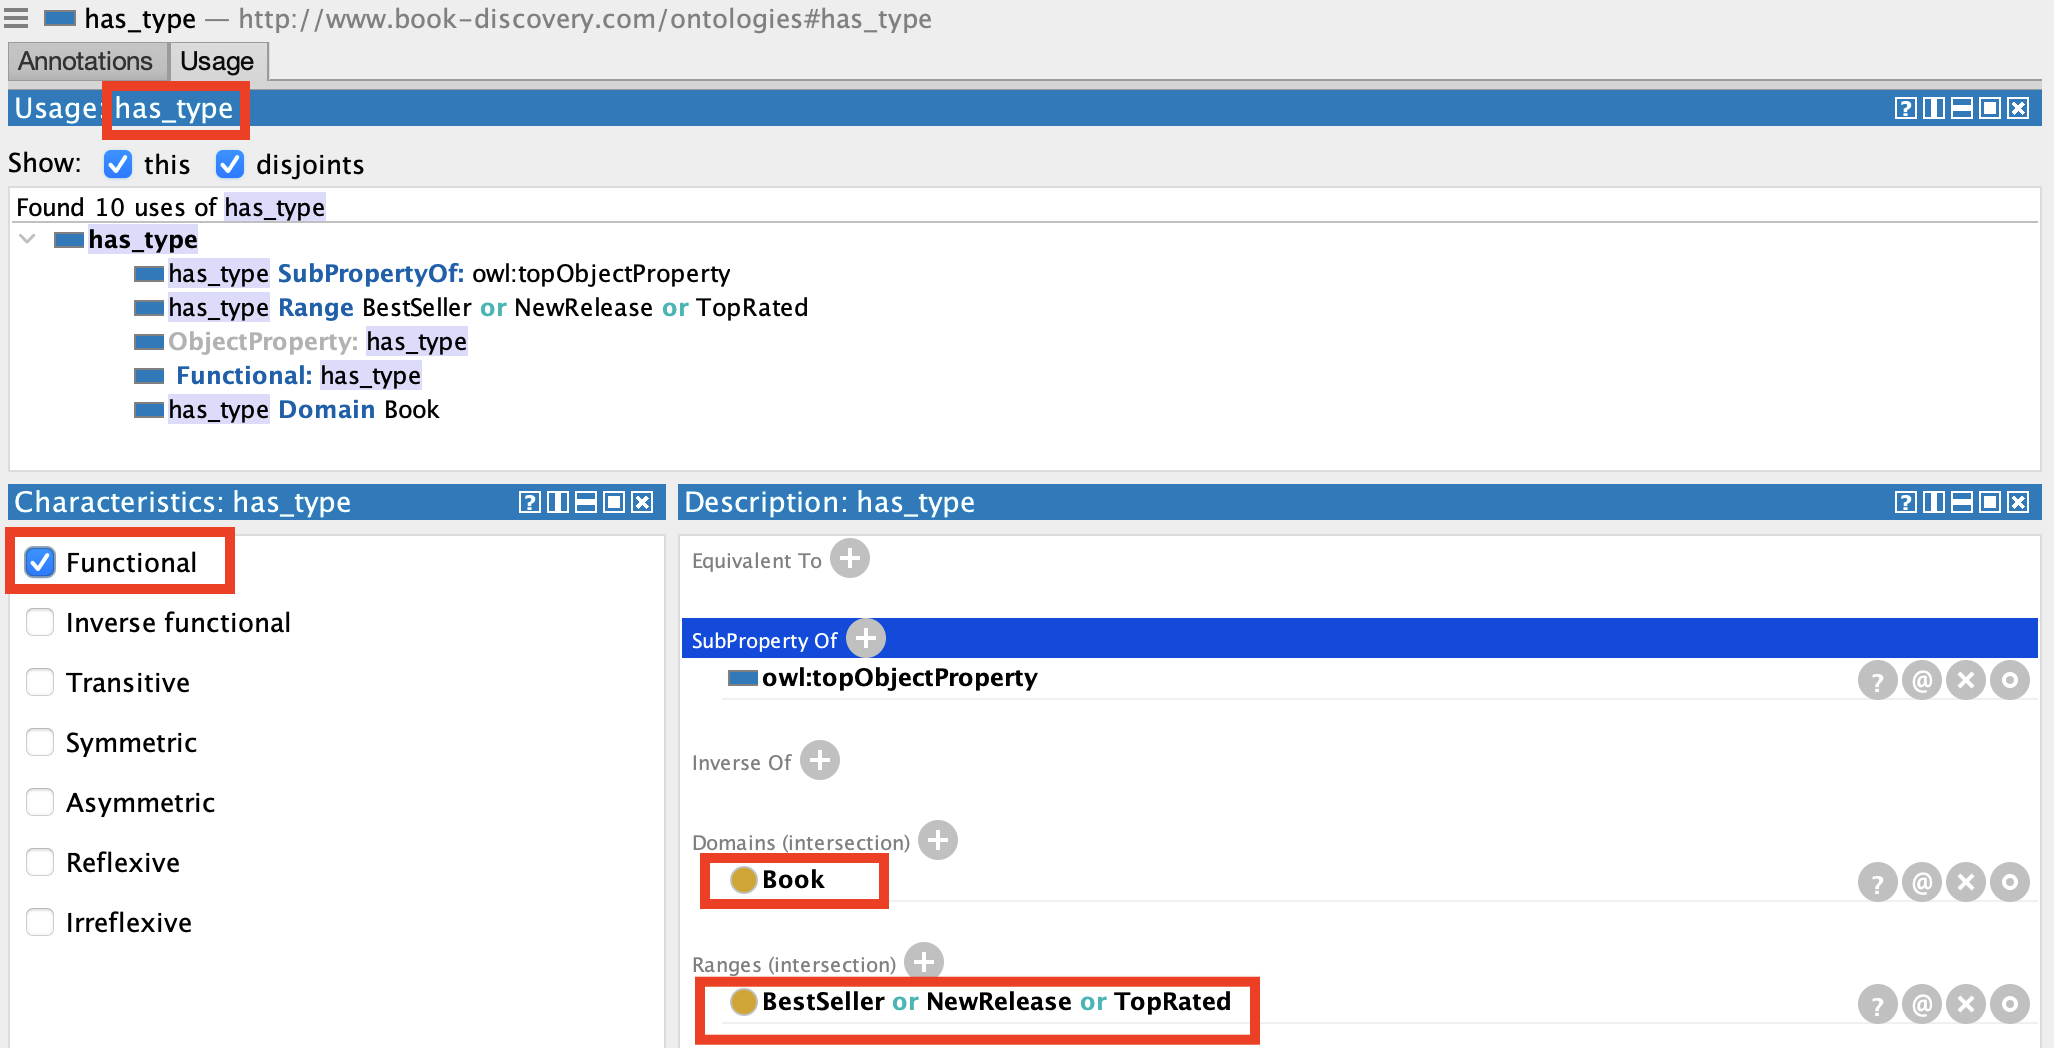 has_type — http://www.book-discovery.com/ontologies#has_type
Annotations Usage
Usage: has_type
Show: this disjoints
Found 10 uses of has_type
has_type
has_type SubPropertyOf: owl:topObjectProperty
has_type Range BestSeller or NewRelease or TopRated
ObjectProperty: has_type
Functional: has_type
has_type Domain Book
Characteristics: has_type
Functional
Inverse functional
Transitive
Symmetric
Asymmetric
Reflexive
Irreflexive
Description: has_type
Equivalent To
SubProperty Of
owl:topObjectProperty
Inverse Of
Domains (intersection)
Book
Ranges (intersection)
BestSeller or NewRelease or TopRated